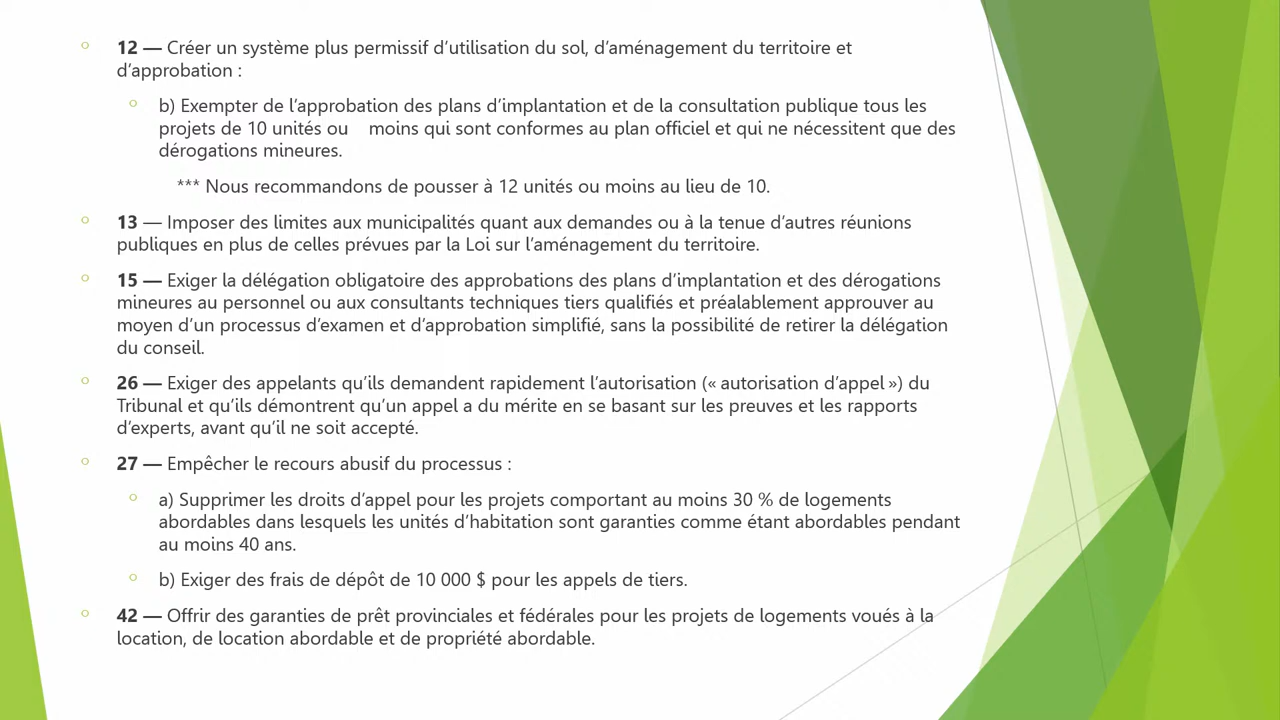 12 — Créer un système plus permissif d’utilisation du sol, d’aménagement du territoire et
d’approbation :
b) Exempter de l’approbation des plans d’implantation et de la consultation publique tous les
projets de 10 unités ou moins qui sont conformes au plan officiel et qui ne nécessitent que des
dérogations mineures.
*** Nous recommandons de pousser à 12 unités ou moins au lieu de 10.
13 — Imposer des limites aux municipalités quant aux demandes ou à la tenue d’autres réunions
publiques en plus de celles prévues par la Loi sur l’aménagement du territoire.
15 — Exiger la délégation obligatoire des approbations des plans d’implantation et des dérogations
mineures au personnel ou aux consultants techniques tiers qualifiés et préalablement approuver au
moyen d’un processus d’examen et d’approbation simplifié, sans la possibilité de retirer la délégation
du conseil.
26 — Exiger des appelants qu’ils demandent rapidement l’autorisation (« autorisation d’appel ») du
Tribunal et qu’ils démontrent qu’un appel a du mérite en se basant sur les preuves et les rapports
d’experts, avant qu’il ne soit accepté.
27 — Empêcher le recours abusif du processus :
a) Supprimer les droits d’appel pour les projets comportant au moins 30 % de logements
abordables dans lesquels les unités d’habitation sont garanties comme étant abordables pendant
au moins 40 ans.
b) Exiger des frais de dépôt de 10 000 $ pour les appels de tiers.
42 — Offrir des garanties de prêt provinciales et fédérales pour les projets de logements voués à la
location, de location abordable et de propriété abordable.